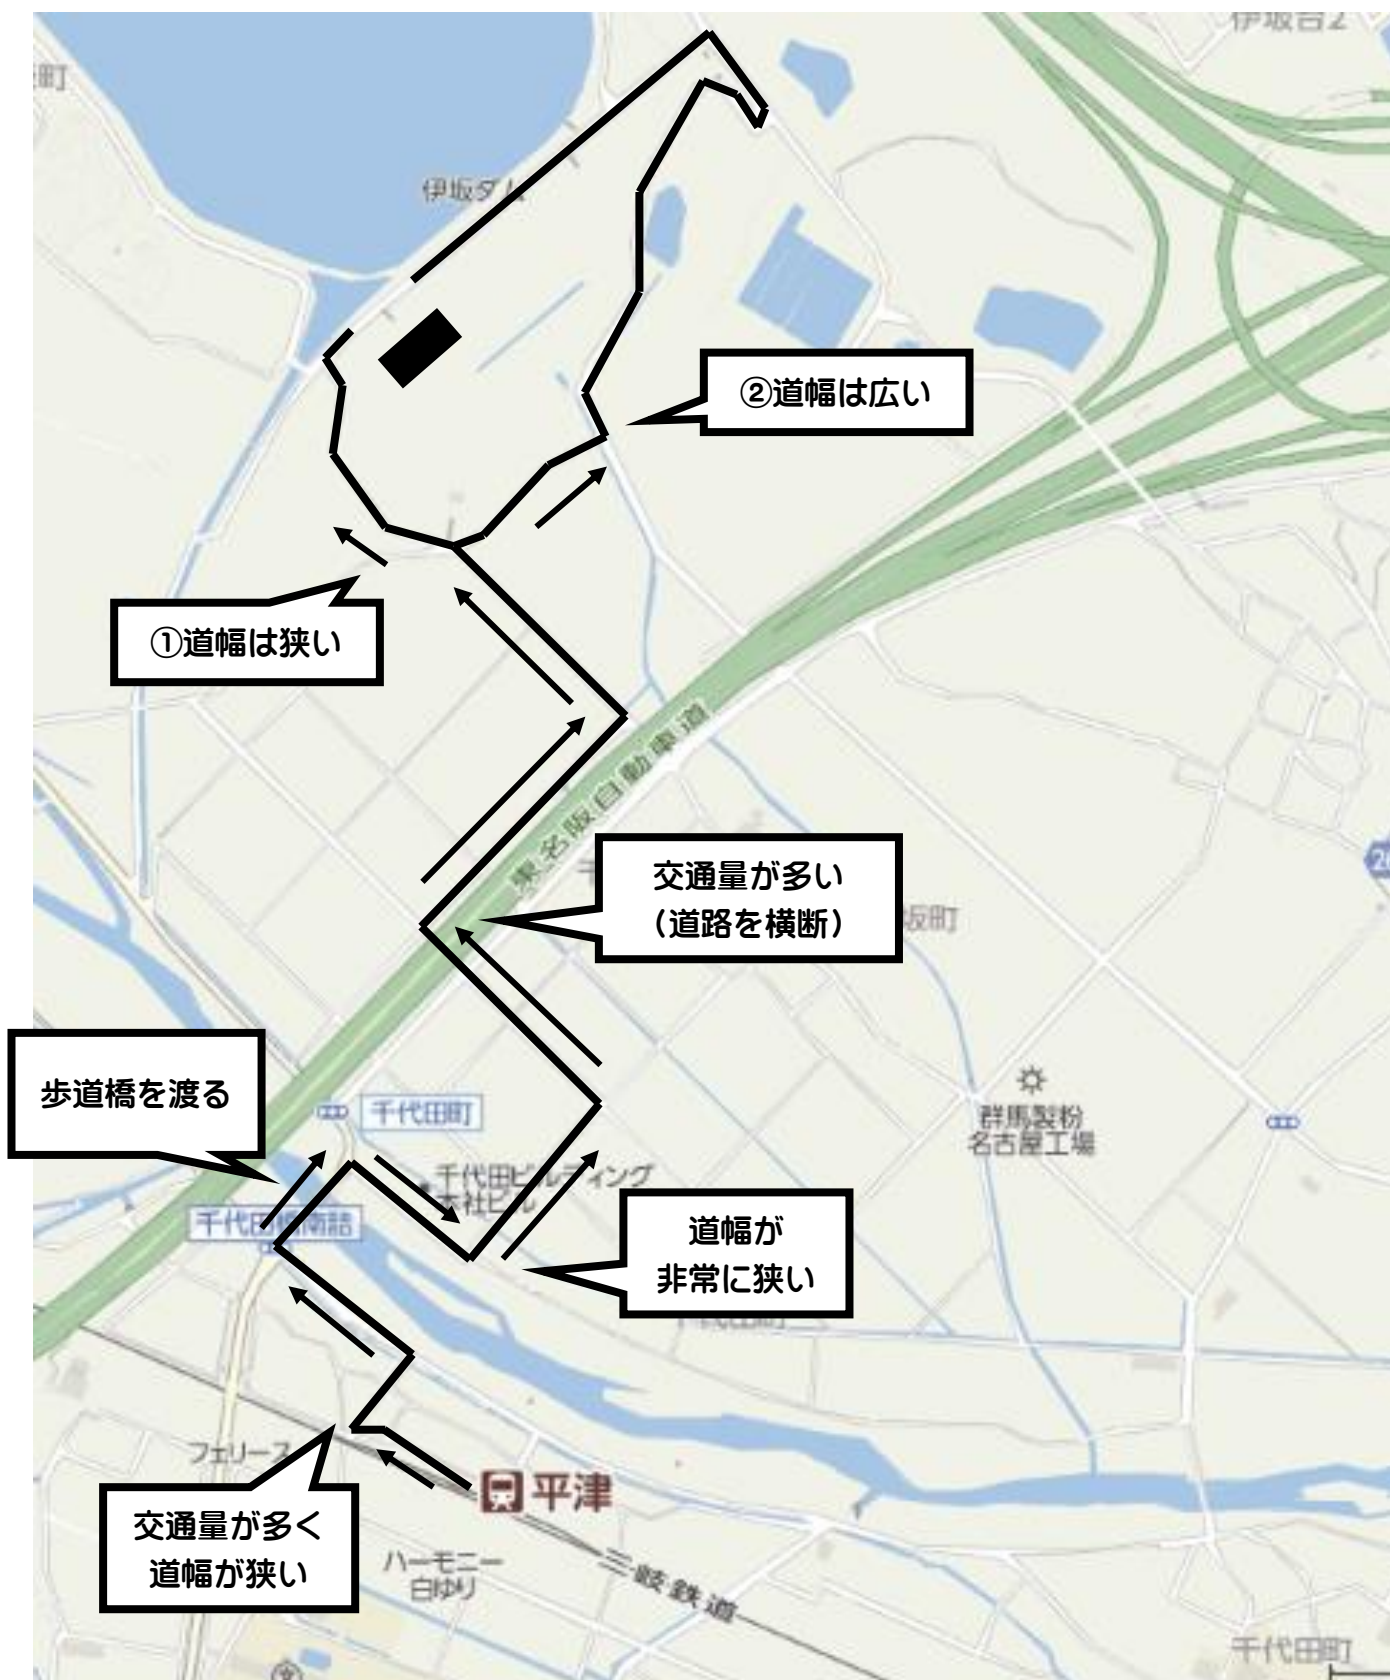 伊坂台2
町
伊坂ダム
②道幅は広い
①道幅は狭い
東名阪自動車道
交通量が多い
(道路を横断)
坂町
歩道橋を渡る
千代田町
群馬製粉
名古屋工場
千代田ビルディング
本社ビル
千代田橋南詰
道幅が
非常に狭い
千代田町
フェリース
平津
交通量が多く
道幅が狭い
ハーモニー
白ゆり
三岐鉄道
千代田町